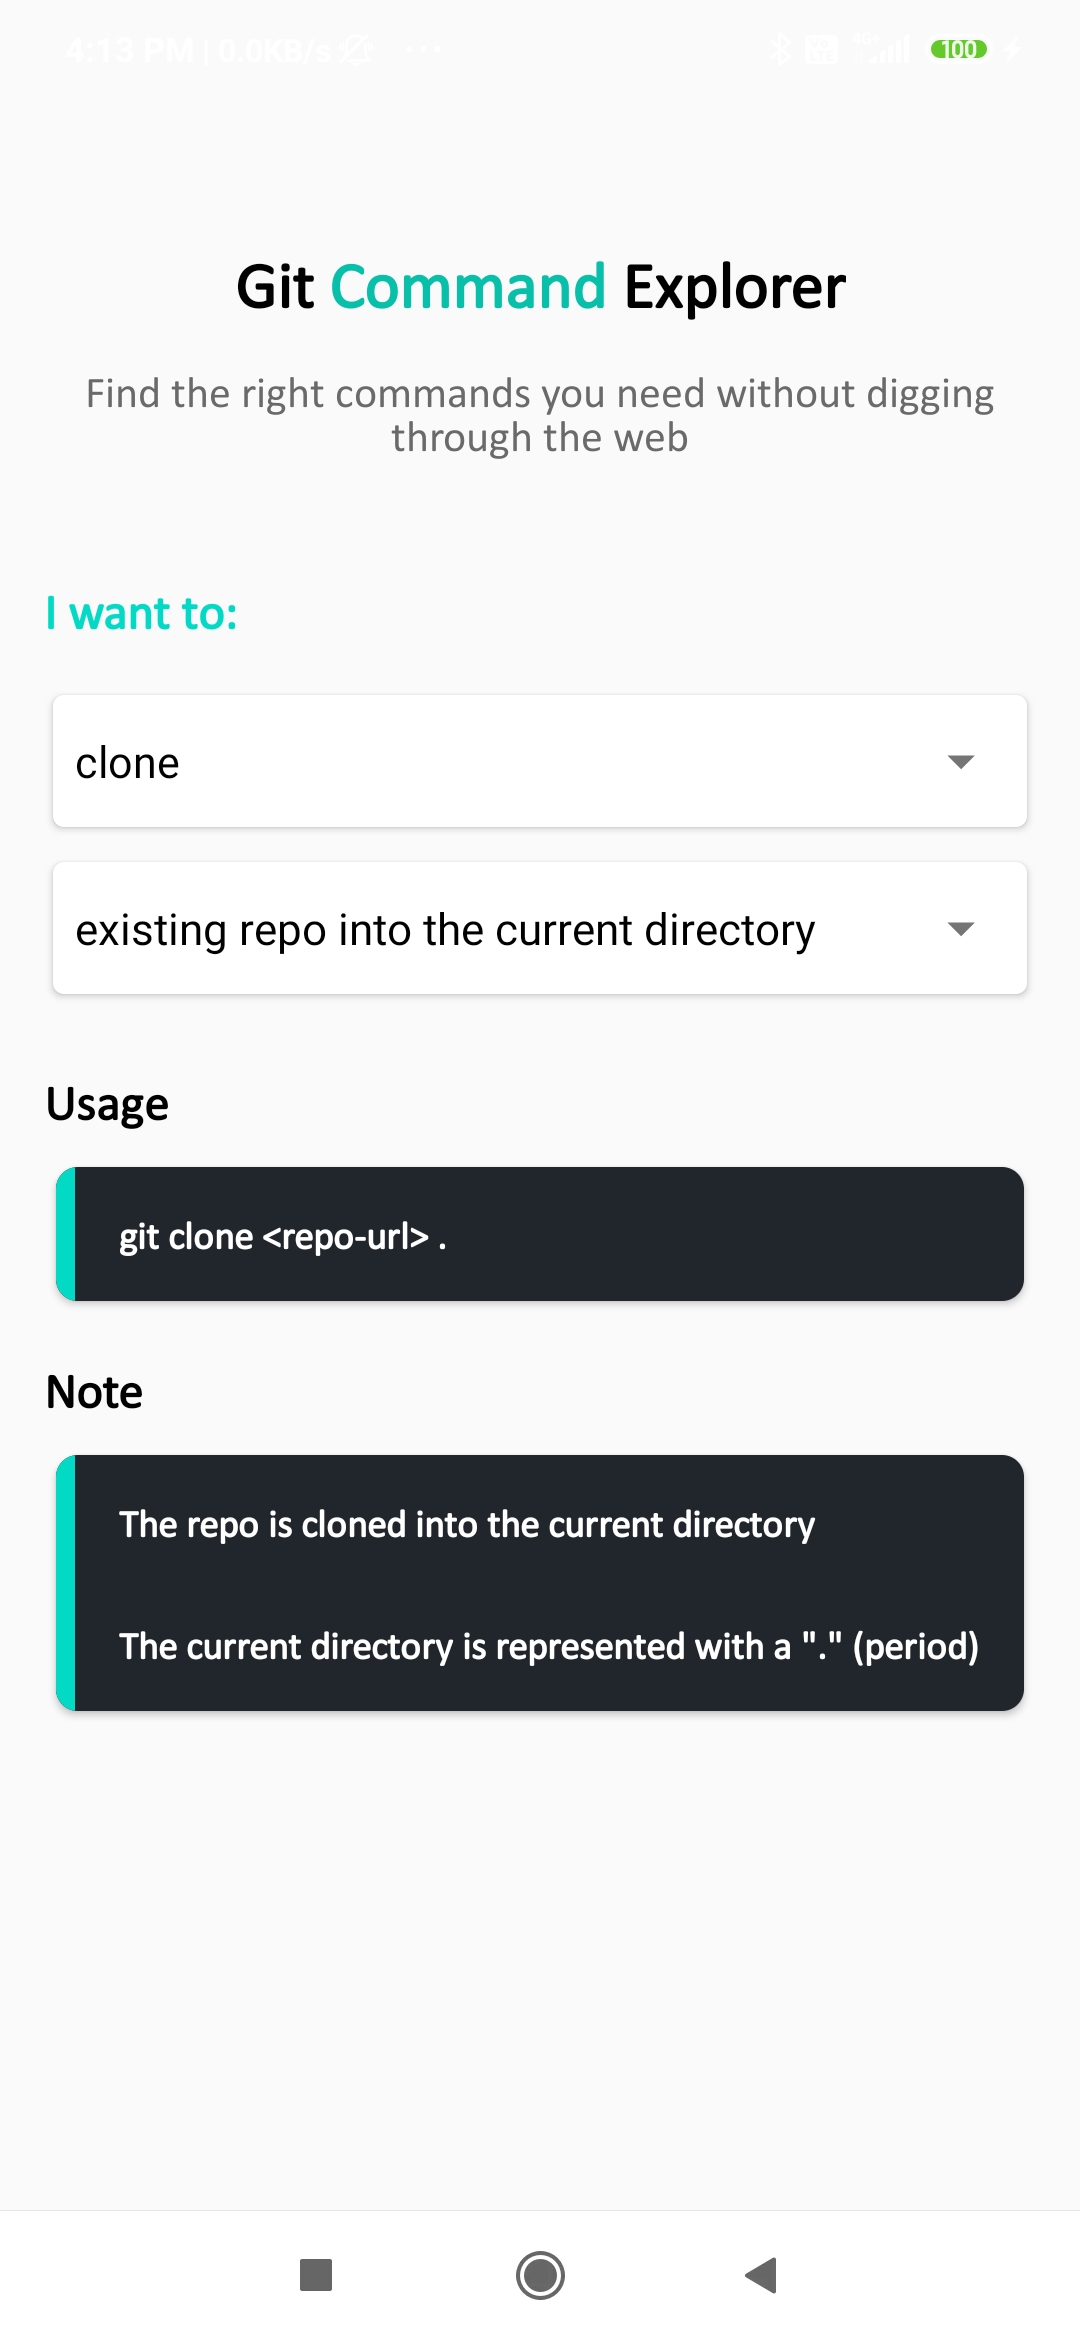 4:13 PM | 0.0KB/s ... 4G+ 100
Git Command Explorer
Find the right commands you need without digging
through the web
I want to:
clone
existing repo into the current directory
Usage
git clone <repo-url> .
Note
The repo is cloned into the current directory
The current directory is represented with a "." (period)